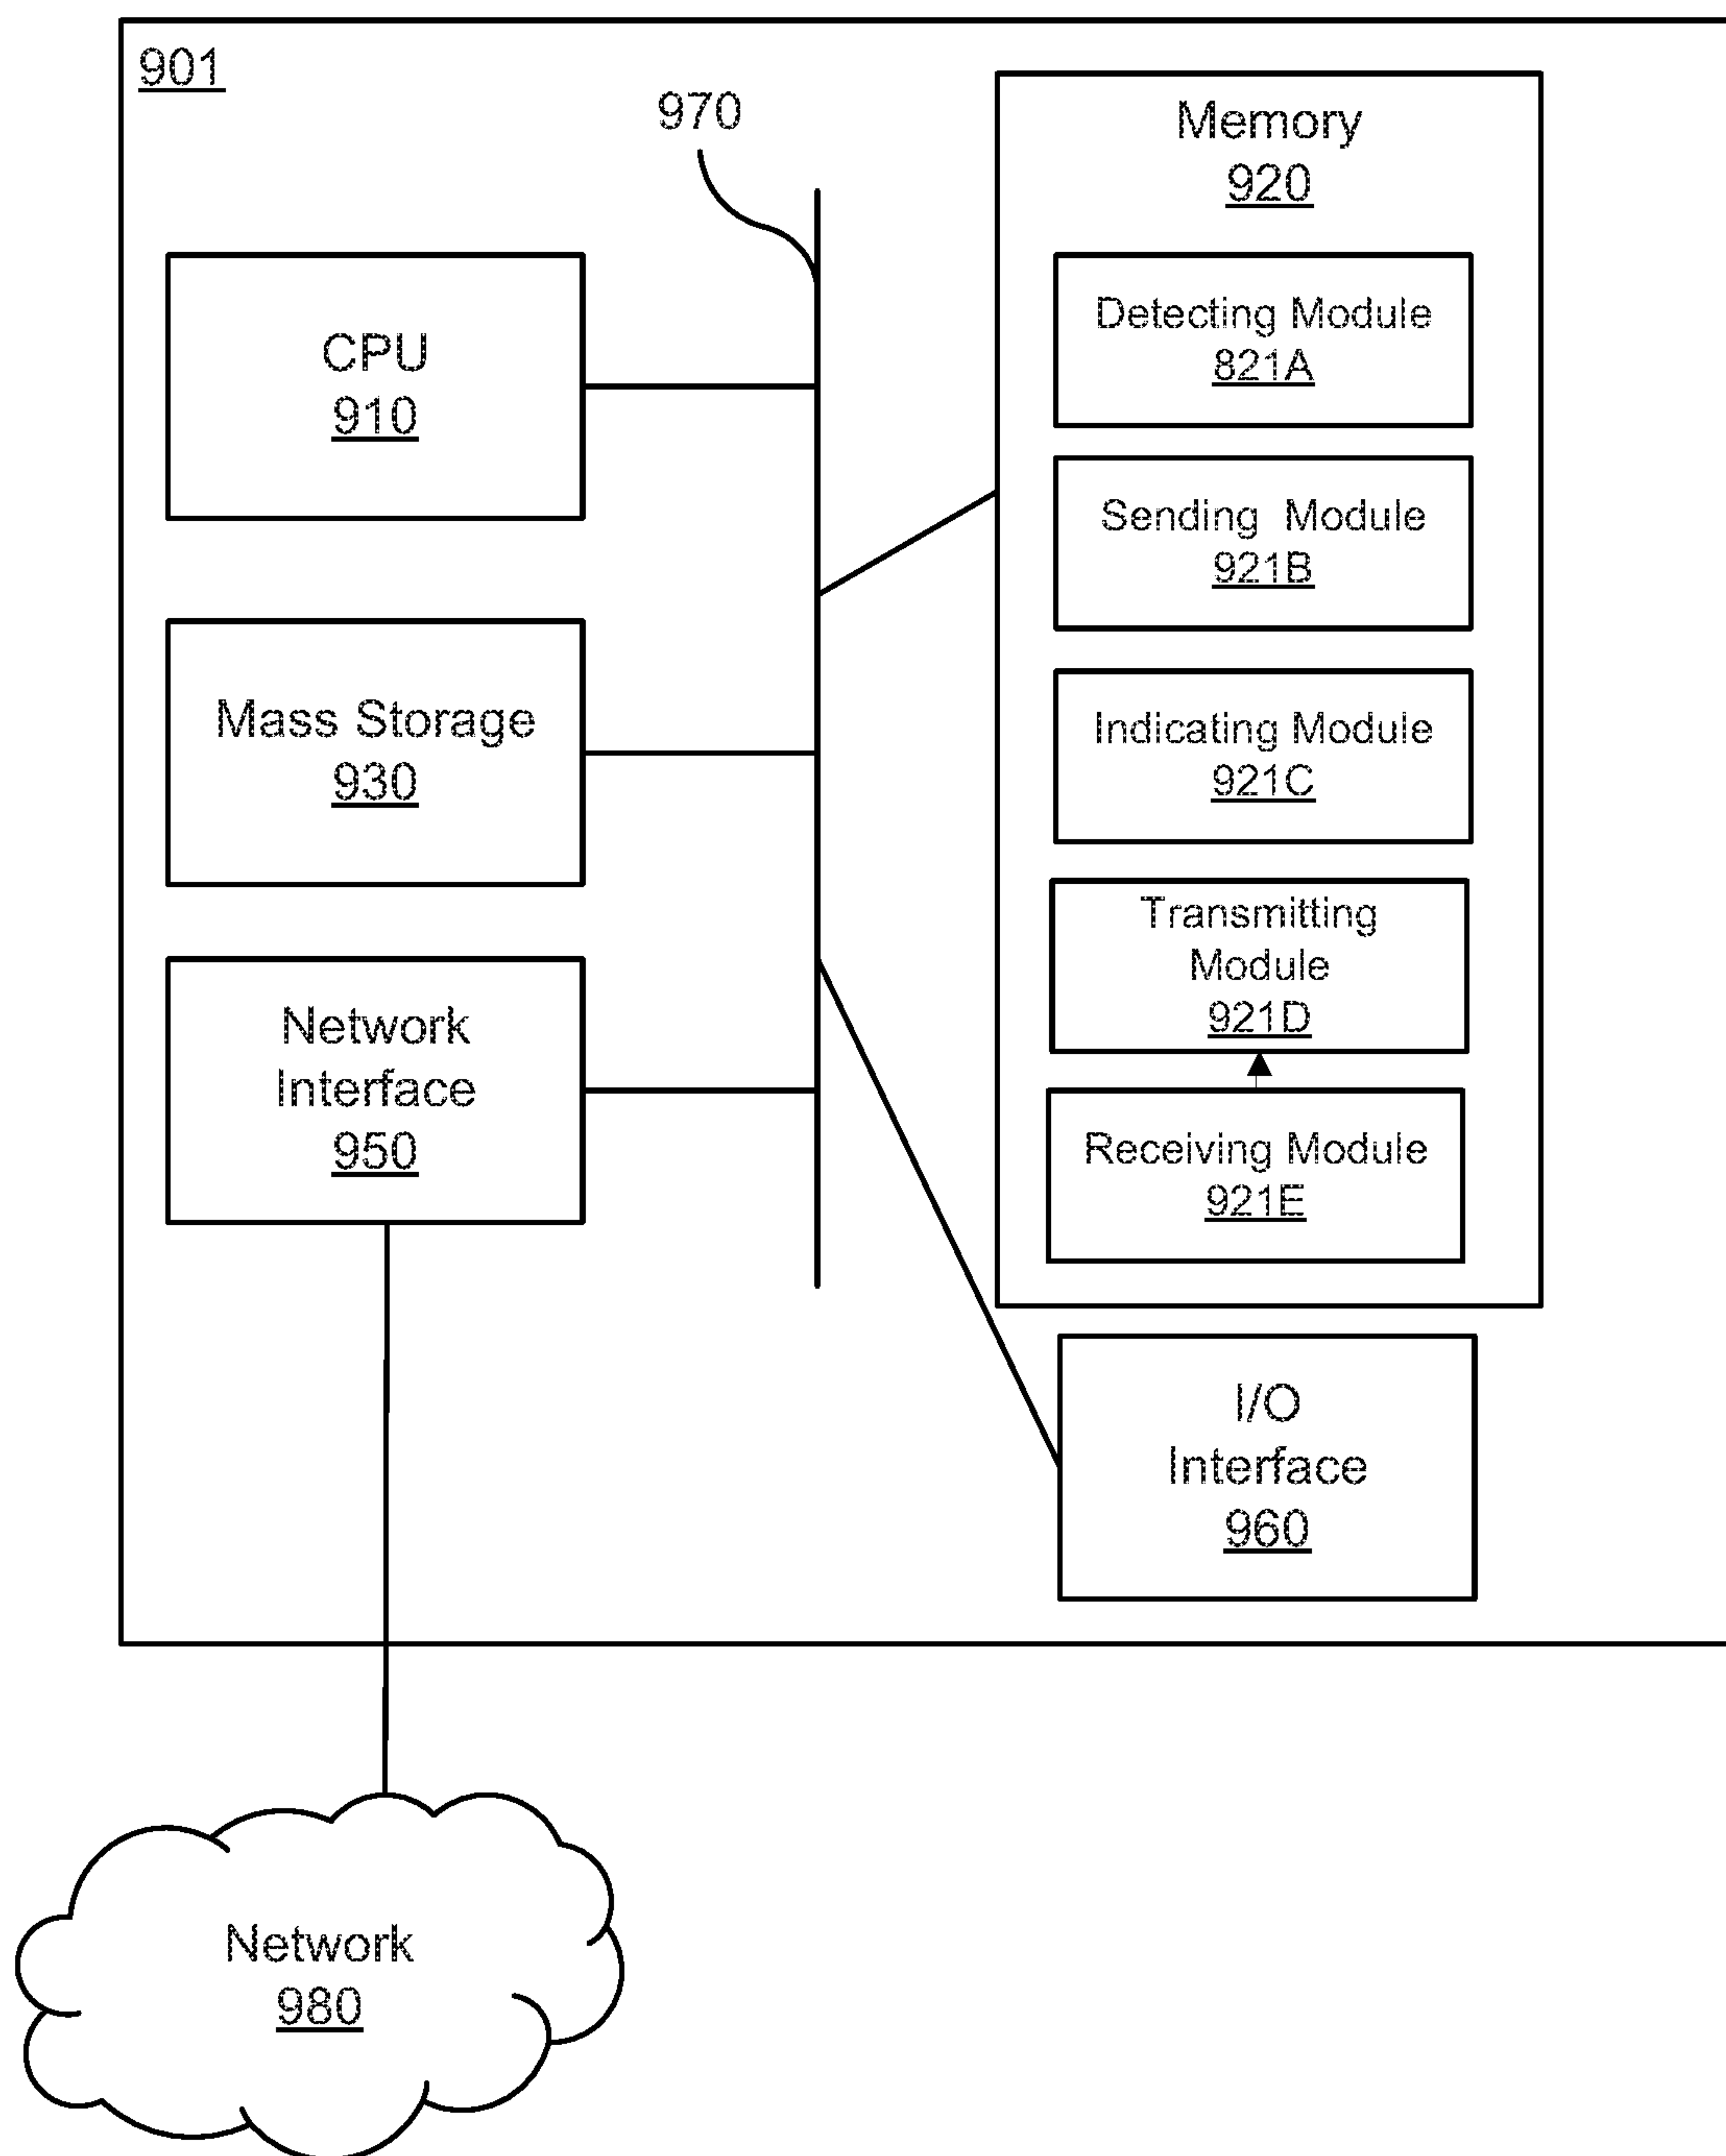 901
970
Memory
920
CPU
910
Detecting Module
821A
Sending Module
921B
Mass Storage
930
Indicating Module
921C
Transmitting
Module
921D
Network
Interface
950
Receiving Module
921E
I/O
Interface
960
Network
980